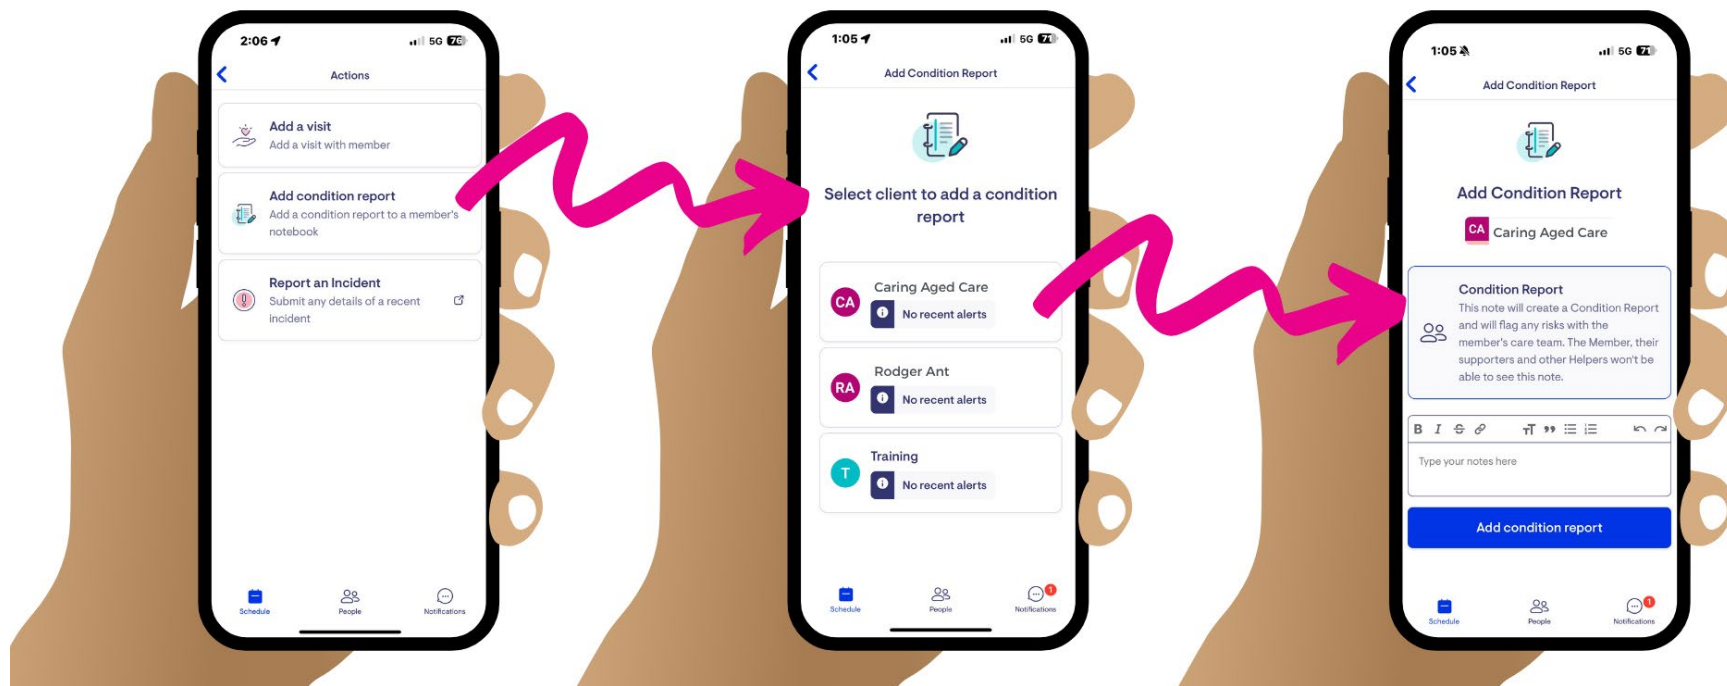 2:06
5G 76
Actions
Add a visit
Add a visit with member
Add condition report
Add a condition report to a member's
notebook
Report an Incident
Submit any details of a recent
incident
Schedule
People
Notifications
1:05
5G 71
Add Condition Report
Select client to add a condition
report
CA
Caring Aged Care
No recent alerts
RA
Rodger Ant
No recent alerts
T
Training
No recent alerts
Schedule
People
1
Notifications
1:05
5G 71
Add Condition Report
Add Condition Report
CA Caring Aged Care
Condition Report
This note will create a Condition Report
and will flag any risks with the
member's care team. The Member, their
supporters and other Helpers won't be
able to see this note.
B I S TT
Type your notes here
Add condition report
Schedule
People
1
Notifications